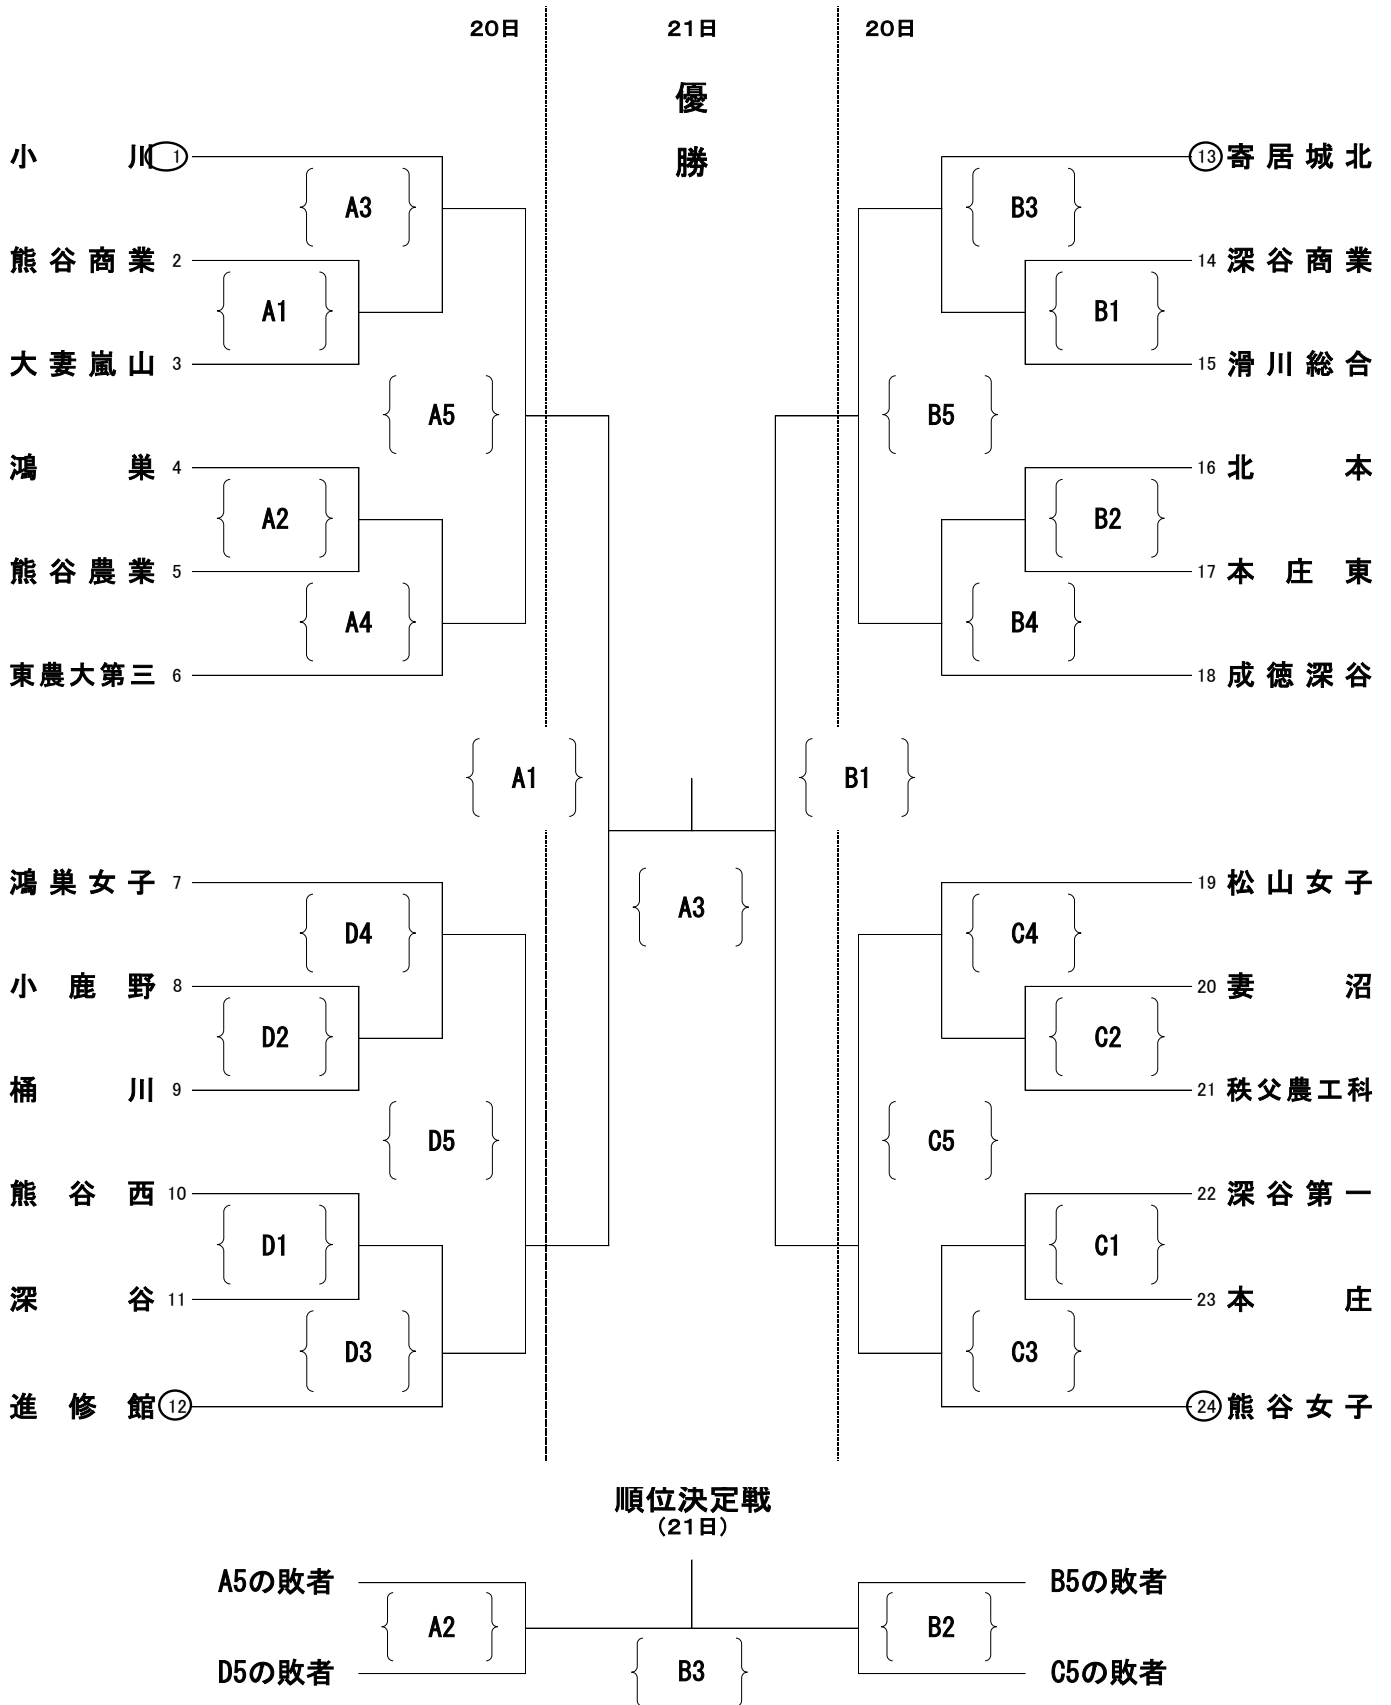 20日 21日 20日
優
勝
小川 1 13 寄居城北
A3 B3
熊谷商業 2 14 深谷商業
A1 B1
大妻嵐山 3 15 滑川総合
A5 B5
鴻巣 4 16 北本
A2 B2
熊谷農業 5 17 本庄東
A4 B4
東農大第三 6 18 成徳深谷
A1 B1
鴻巣女子 7 19 松山女子
A3
D4 C4
小鹿野 8 20 妻沼
D2 C2
桶川 9 21 秩父農工科
D5 C5
熊谷西 10 22 深谷第一
D1 C1
深谷 11 23 本庄
D3 C3
進修館 12 24 熊谷女子
順位決定戦
(21日)
A5の敗者 B5の敗者
A2 B2
D5の敗者 B3 C5の敗者